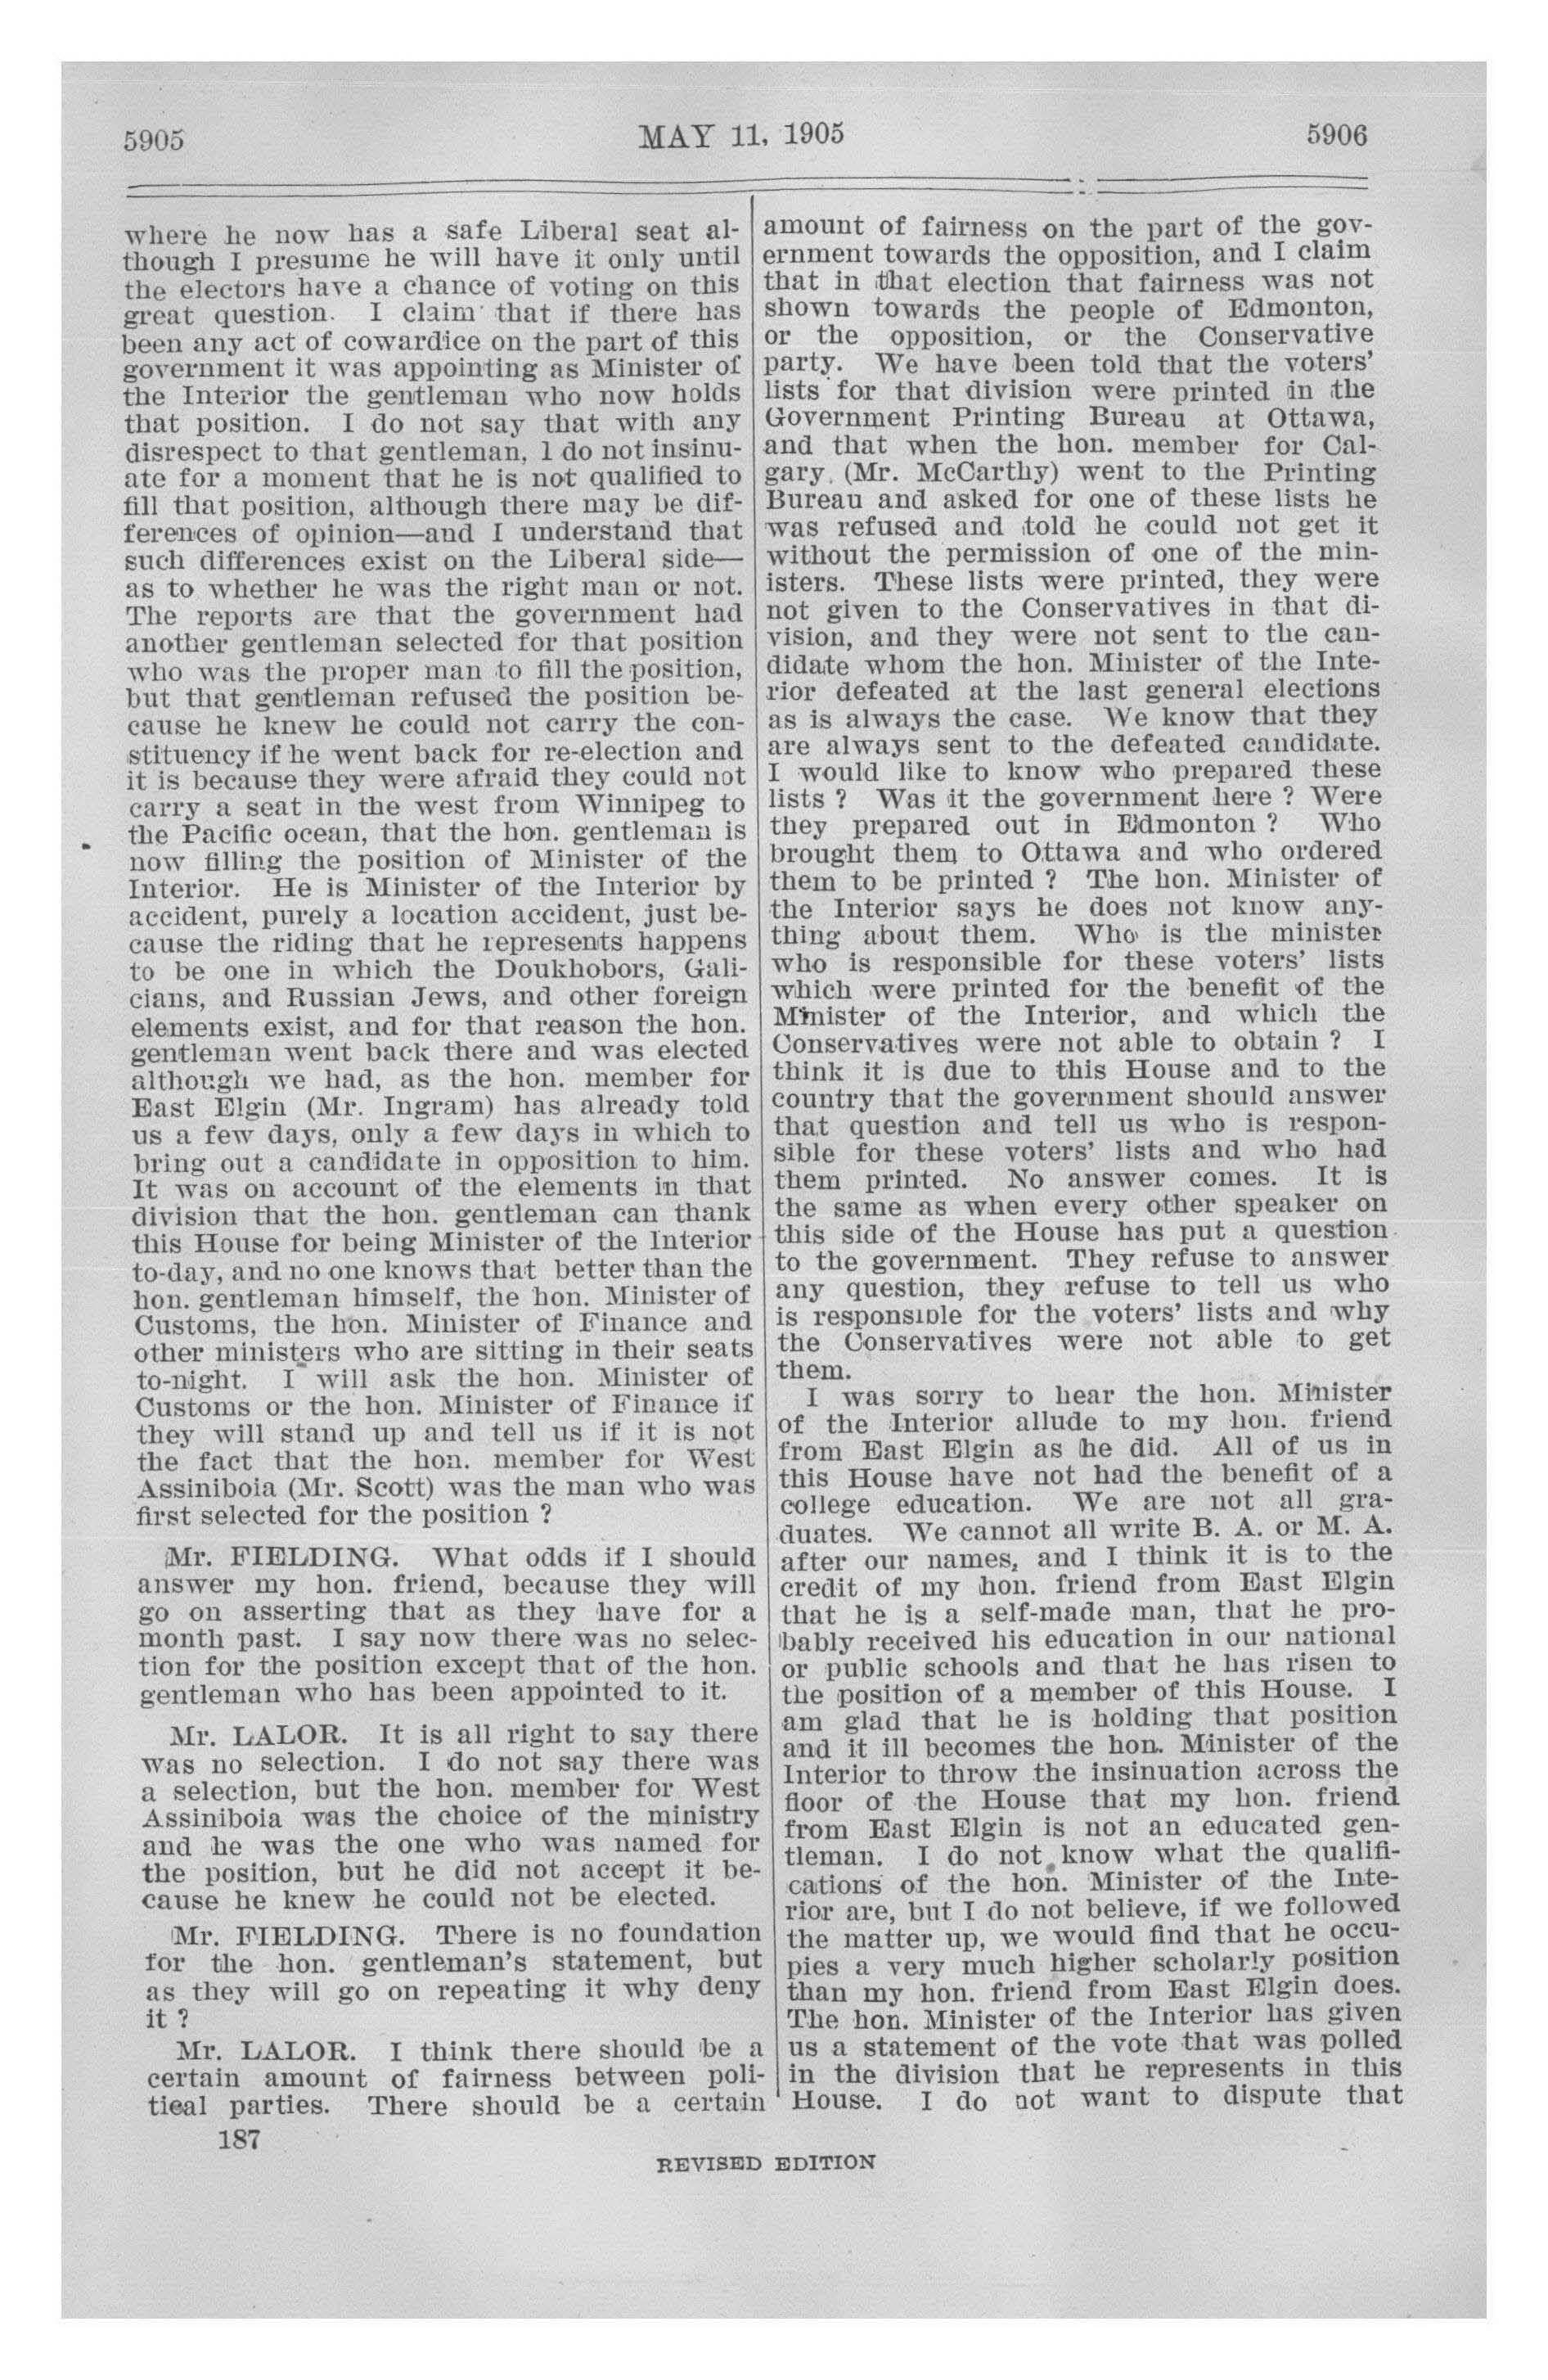 5905
MAY 11, 1905
5906
where he now has a safe Liberal seat al-
though I presume he will have it only until
the electors have a chance of voting on this
great question. I claim that if there has
been any act of cowardice on the part of this
government it was appointing as Minister of
the Interior the gentleman who now holds
that position. I do not say that with any
disrespect to that gentleman, I do not insinu-
ate for a moment that he is not qualified to
fill that position, although there may be dif-
ferences of opinion—and I understand that
such differences exist on the Liberal side—
as to whether he was the right man or not.
The reports are that the government had
another gentleman selected for that position
who was the proper man to fill the position,
but that gentleman refused the position be-
cause he knew he could not carry the con-
stituency if he went back for re-election and
it is because they were afraid they could not
carry a seat in the west from Winnipeg to
the Pacific ocean, that the hon. gentleman is
now filling the position of Minister of the
Interior. He is Minister of the Interior by
accident, purely a location accident, just be-
cause the riding that he represents happens
to be one in which the Doukhobors, Gali-
cians, and Russian Jews, and other foreign
elements exist, and for that reason the hon.
gentleman went back there and was elected
although we had, as the hon. member for
East Elgin (Mr. Ingram) has already told
us a few days, only a few days in which to
bring out a candidate in opposition to him.
It was on account of the elements in that
division that the hon. gentleman can thank
this House for being Minister of the Interior
to-day, and no one knows that better than the
hon. gentleman himself, the hon. Minister of
Customs, the hon. Minister of Finance and
other ministers who are sitting in their seats
to-night. I will ask the hon. Minister of
Customs or the hon. Minister of Finance if
they will stand up and tell us if it is not
the fact that the hon. member for West
Assiniboia (Mr. Scott) was the man who was
first selected for the position ?
Mr. FIELDING. What odds if I should
answer my hon. friend, because they will
go on asserting that as they have for a
month past. I say now there was no selec-
tion for the position except that of the hon.
gentleman who has been appointed to it.
Mr. LALOR. It is all right to say there
was no selection. I do not say there was
a selection, but the hon. member for West
Assiniboia was the choice of the ministry
and he was the one who was named for
the position, but he did not accept it be-
cause he knew he could not be elected.
Mr. FIELDING. There is no foundation
for the hon. gentleman's statement, but
as they will go on repeating it why deny
it ?
Mr. LALOR. I think there should be a
certain amount of fairness between poli-
tical parties. There should be a certain
187
amount of fairness on the part of the gov-
ernment towards the opposition, and I claim
that in that election that fairness was not
shown towards the people of Edmonton,
or the opposition, or the Conservative
party. We have been told that the voters'
lists for that division were printed in the
Government Printing Bureau at Ottawa,
and that when the hon. member for Cal-
gary. (Mr. McCarthy) went to the Printing
Bureau and asked for one of these lists he
was refused and told he could not get it
without the permission of one of the min-
isters. These lists were printed, they were
not given to the Conservatives in that di-
vision, and they were not sent to the can-
didate whom the hon. Minister of the Inte-
rior defeated at the last general elections
as is always the case. We know that they
are always sent to the defeated candidate.
I would like to know who prepared these
lists ? Was it the government here ? Were
they prepared out in Edmonton ? Who
brought them to Ottawa and who ordered
them to be printed ? The hon. Minister of
the Interior says he does not know any-
thing about them. Who is the minister
who is responsible for these voters' lists
which were printed for the benefit of the
Minister of the Interior, and which the
Conservatives were not able to obtain ? I
think it is due to this House and to the
country that the government should answer
that question and tell us who is respon-
sible for these voters' lists and who had
them printed. No answer comes. It is
the same as when every other speaker on
this side of the House has put a question
to the government. They refuse to answer
any question, they refuse to tell us who
is responsible for the voters' lists and why
the Conservatives were not able to get
them.
I was sorry to hear the hon. Minister
of the Interior allude to my hon. friend
from East Elgin as he did. All of us in
this House have not had the benefit of a
college education. We are not all gra-
duates. We cannot all write B. A. or M. A.
after our names, and I think it is to the
credit of my hon. friend from East Elgin
that he is a self-made man, that he pro-
bably received his education in our national
or public schools and that he has risen to
the position of a member of this House. I
am glad that he is holding that position
and it ill becomes the hon. Minister of the
Interior to throw the insinuation across the
floor of the House that my hon. friend
from East Elgin is not an educated gen-
tleman. I do not know what the qualifi-
cations of the hon. Minister of the Inte-
rior are, but I do not believe, if we followed
the matter up, we would find that he occu-
pies a very much higher scholarly position
than my hon. friend from East Elgin does.
The hon. Minister of the Interior has given
us a statement of the vote that was polled
in the division that he represents in this
House. I do not want to dispute that
REVISED EDITION